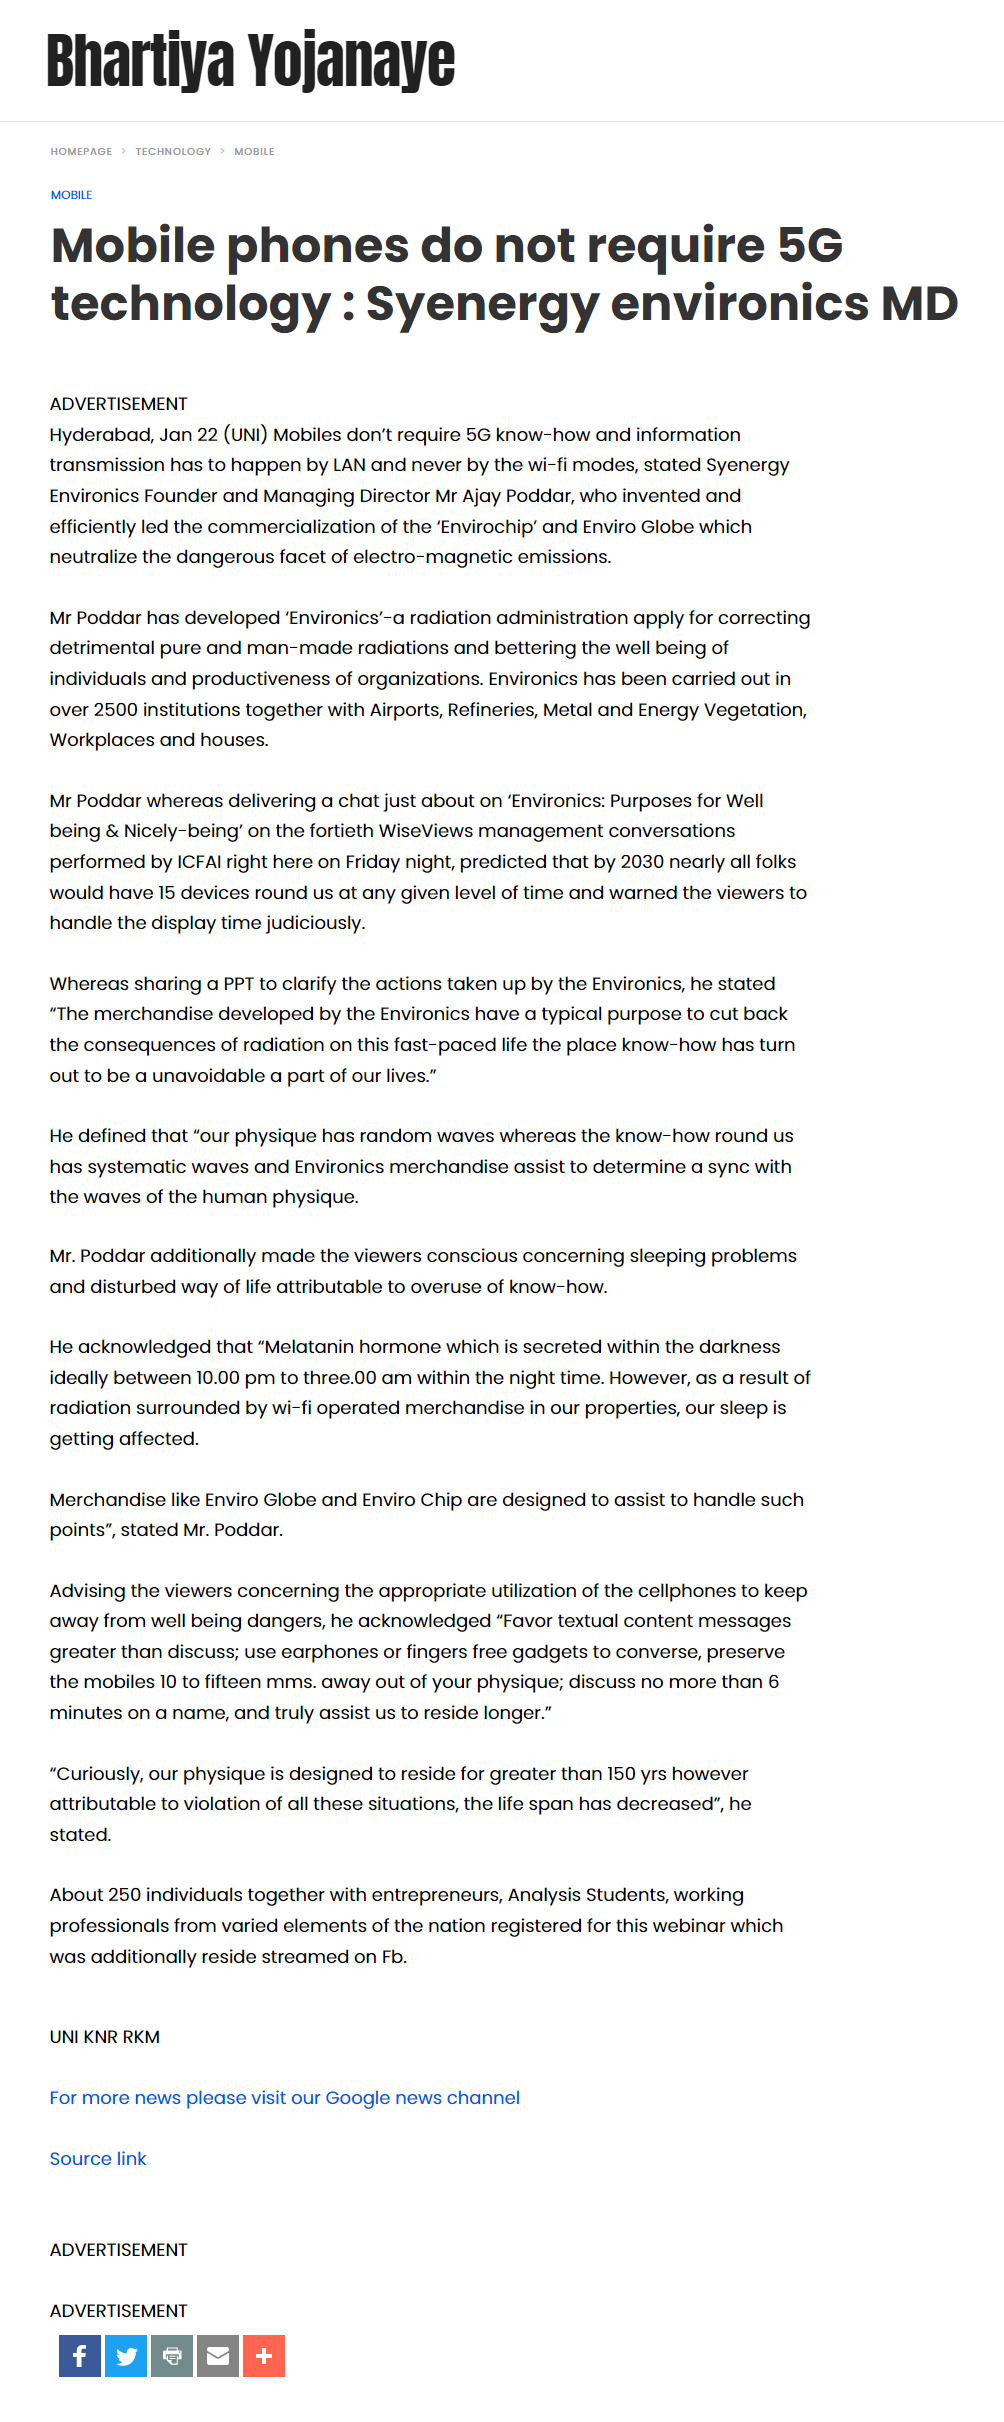 Bhartiya Yojanaye
HOMEPAGE > TECHNOLOGY > MOBILE
MOBILE
Mobile phones do not require 5G
technology : Syenergy environics MD
ADVERTISEMENT
Hyderabad, Jan 22 (UNI) Mobiles don't require 5G know-how and information
transmission has to happen by LAN and never by the wi-fi modes, stated Syenergy
Environics Founder and Managing Director Mr Ajay Poddar, who invented and
efficiently led the commercialization of the ‘Envirochip’ and Enviro Globe which
neutralize the dangerous facet of electro-magnetic emissions.
Mr Poddar has developed ‘Environics’-a radiation administration apply for correcting
detrimental pure and man-made radiations and bettering the well being of
individuals and productiveness of organizations. Environics has been carried out in
over 2500 institutions together with Airports, Refineries, Metal and Energy Vegetation,
Workplaces and houses.
Mr Poddar whereas delivering a chat just about on ‘Environics: Purposes for Well
being & Nicely-being’ on the fortieth WiseViews management conversations
performed by ICFAI right here on Friday night, predicted that by 2030 nearly all folks
would have 15 devices round us at any given level of time and warned the viewers to
handle the display time judiciously.
Whereas sharing a PPT to clarify the actions taken up by the Environics, he stated
“The merchandise developed by the Environics have a typical purpose to cut back
the consequences of radiation on this fast-paced life the place know-how has turn
out to be a unavoidable a part of our lives.”
He defined that “our physique has random waves whereas the know-how round us
has systematic waves and Environics merchandise assist to determine a sync with
the waves of the human physique.
Mr. Poddar additionally made the viewers conscious concerning sleeping problems
and disturbed way of life attributable to overuse of know-how.
He acknowledged that “Melatanin hormone which is secreted within the darkness
ideally between 10.00 pm to three.00 am within the night time. However, as a result of
radiation surrounded by wi-fi operated merchandise in our properties, our sleep is
getting affected.
Merchandise like Enviro Globe and Enviro Chip are designed to assist to handle such
points”, stated Mr. Poddar.
Advising the viewers concerning the appropriate utilization of the cellphones to keep
away from well being dangers, he acknowledged “Favor textual content messages
greater than discuss; use earphones or fingers free gadgets to converse, preserve
the mobiles 10 to fifteen mms. away out of your physique; discuss no more than 6
minutes on a name, and truly assist us to reside longer.”
“Curiously, our physique is designed to reside for greater than 150 yrs however
attributable to violation of all these situations, the life span has decreased”, he
stated.
About 250 individuals together with entrepreneurs, Analysis Students, working
professionals from varied elements of the nation registered for this webinar which
was additionally reside streamed on Fb.
UNI KNR RKM
For more news please visit our Google news channel
Source link
ADVERTISEMENT
ADVERTISEMENT